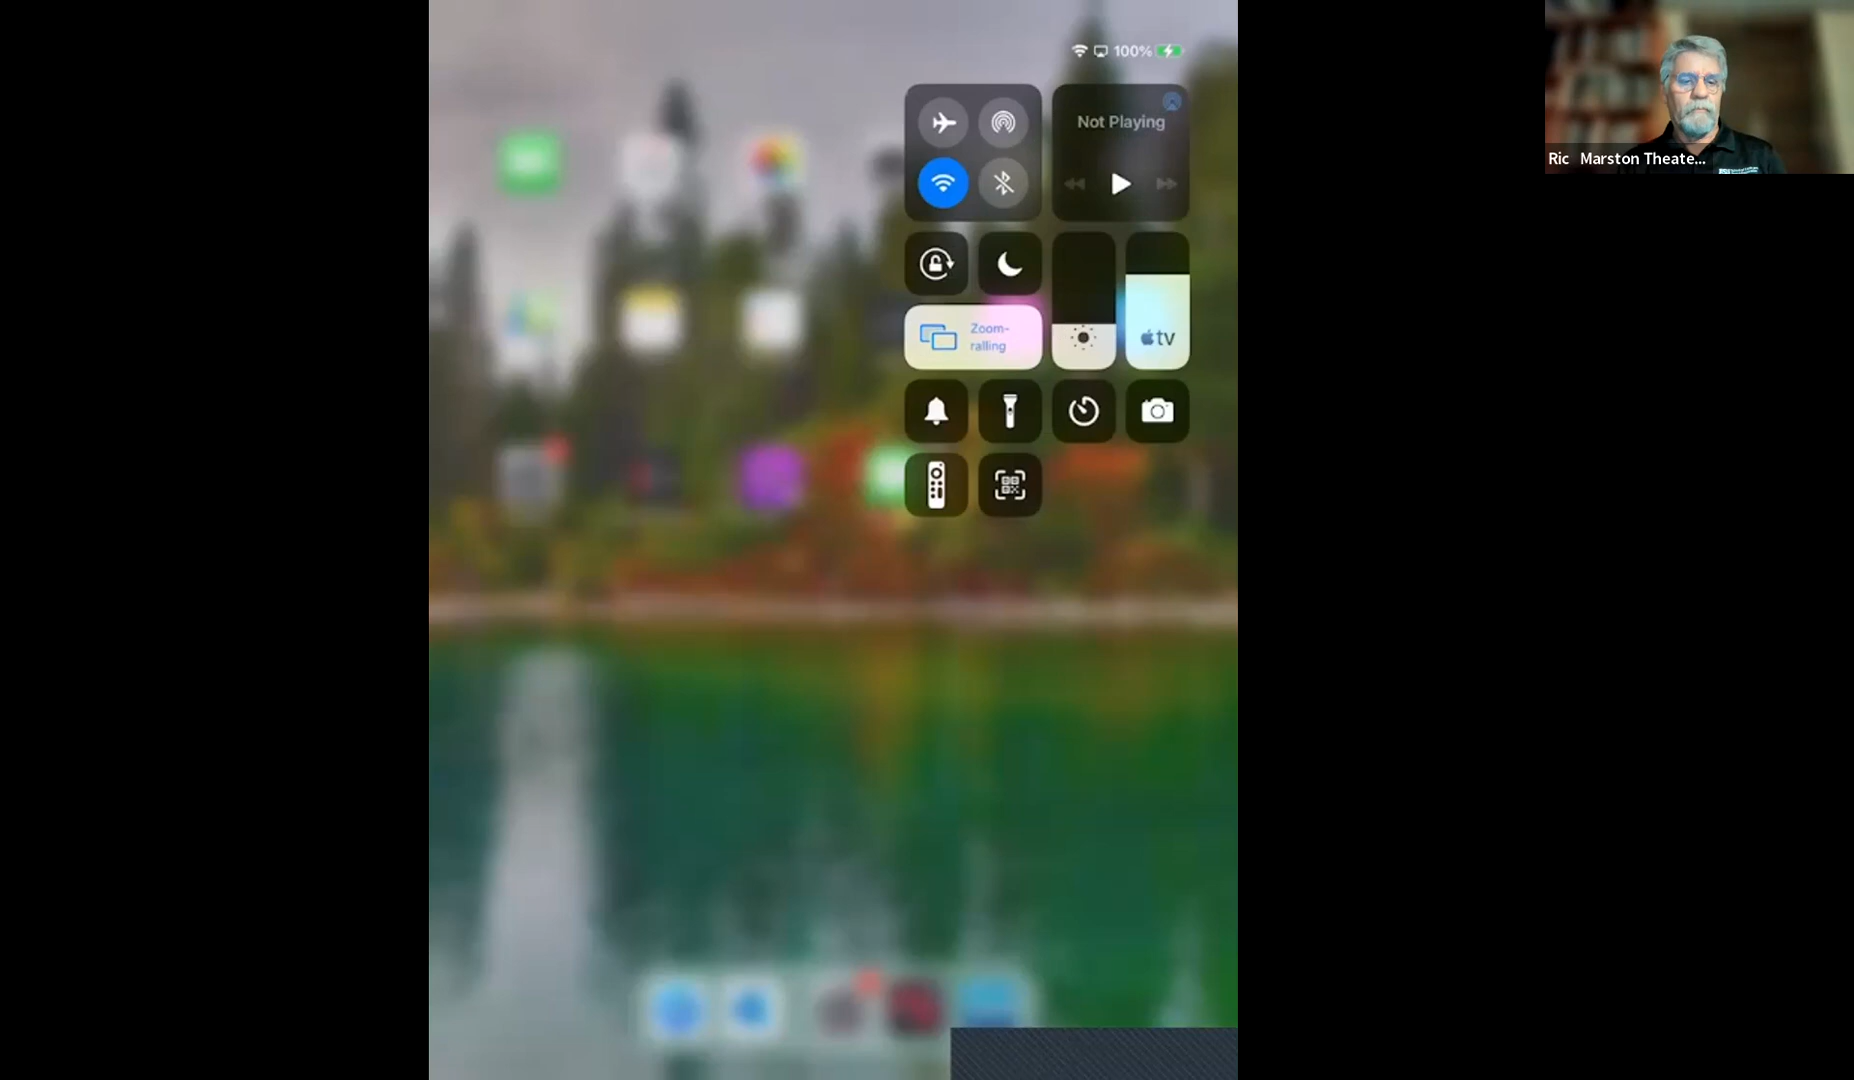 100%
Not Playing
Zoom-
ralling
tv
Ric Marston Theate...